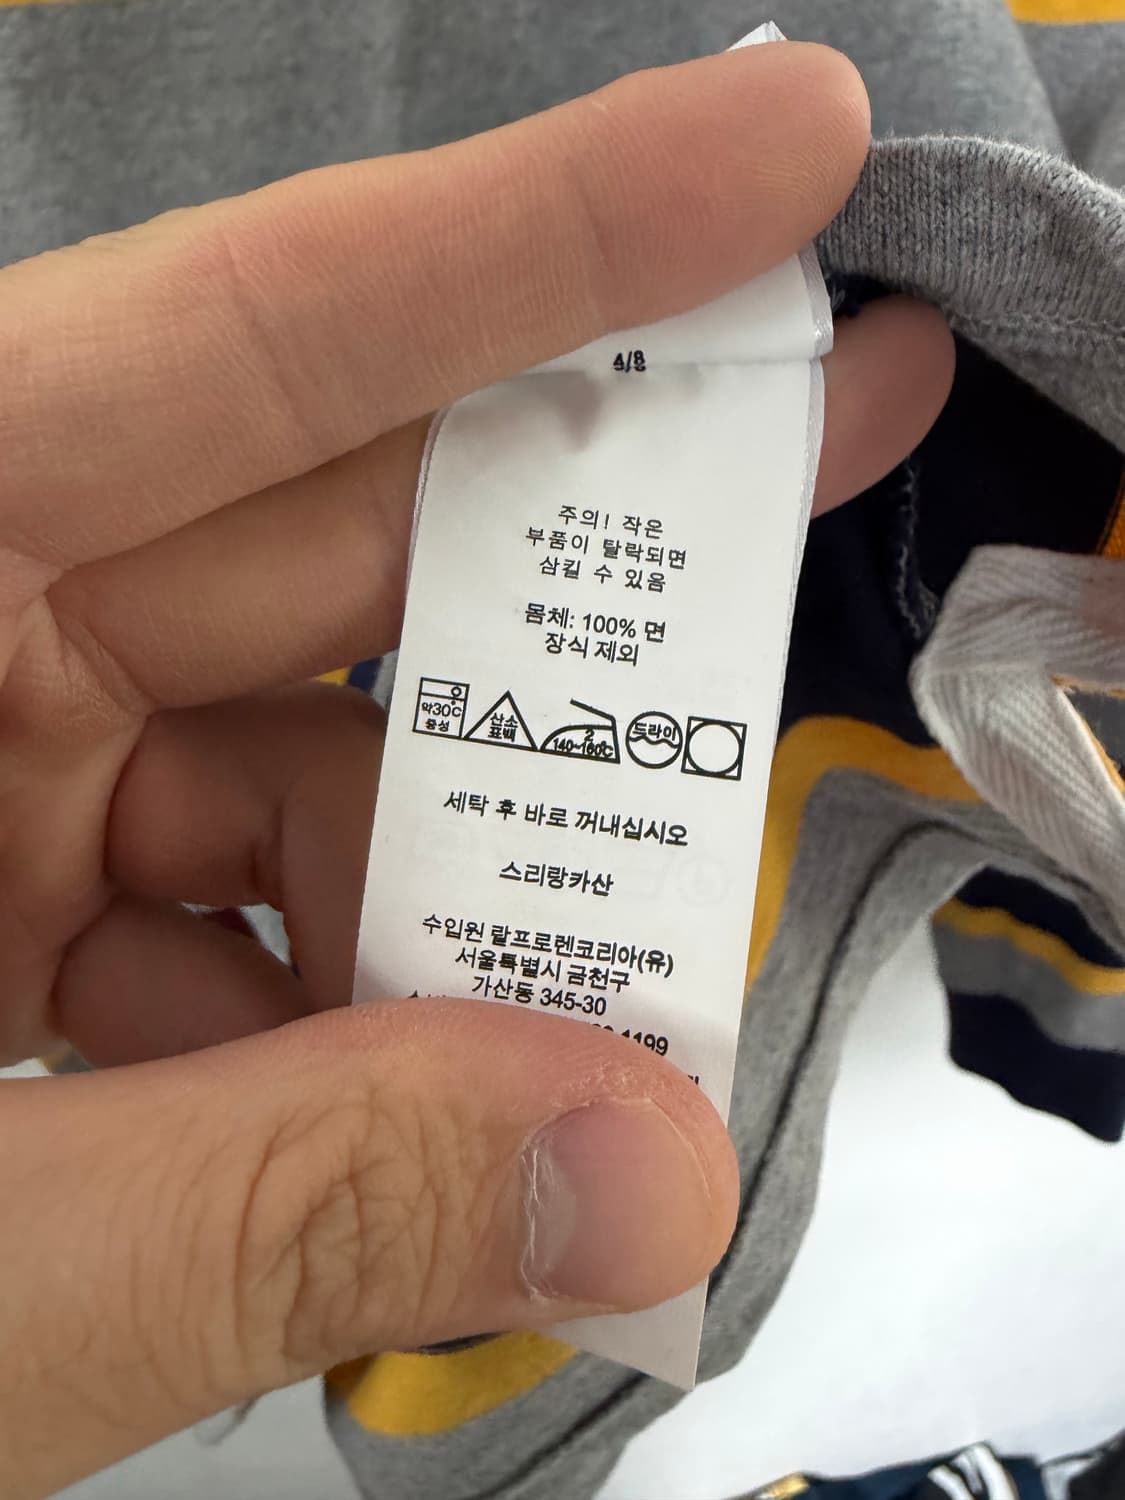 4/8
주의! 작은
부품이 탈락되면
삼킬 수 있음
몸체: 100% 면
장식 제외
약30℃
중성
산소
표백
2
140~160℃
드라이
세탁 후 바로 꺼내십시오
스리랑카산
수입원 랄프로렌코리아(유)
서울특별시 금천구
가산동 345-30
1199